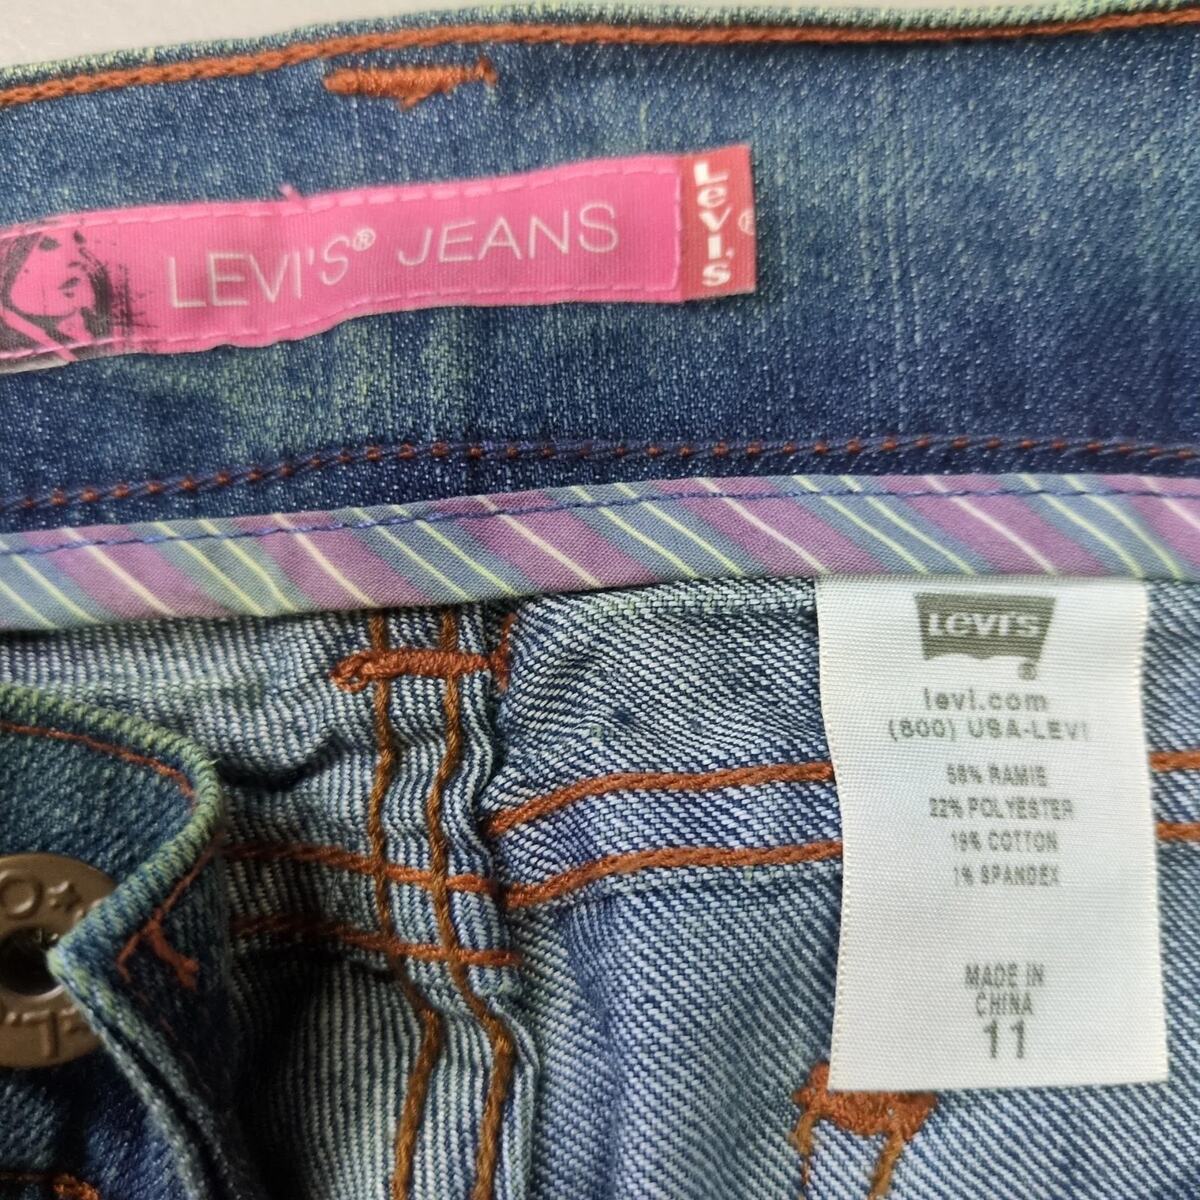 LEVI'S® JEANS
Levi's®
LEVI'S
®
levi.com
(800) USA-LEVI
58% RAMIE
22% POLYESTER
19% COTTON
1% SPANDEX
MADE IN
CHINA
11